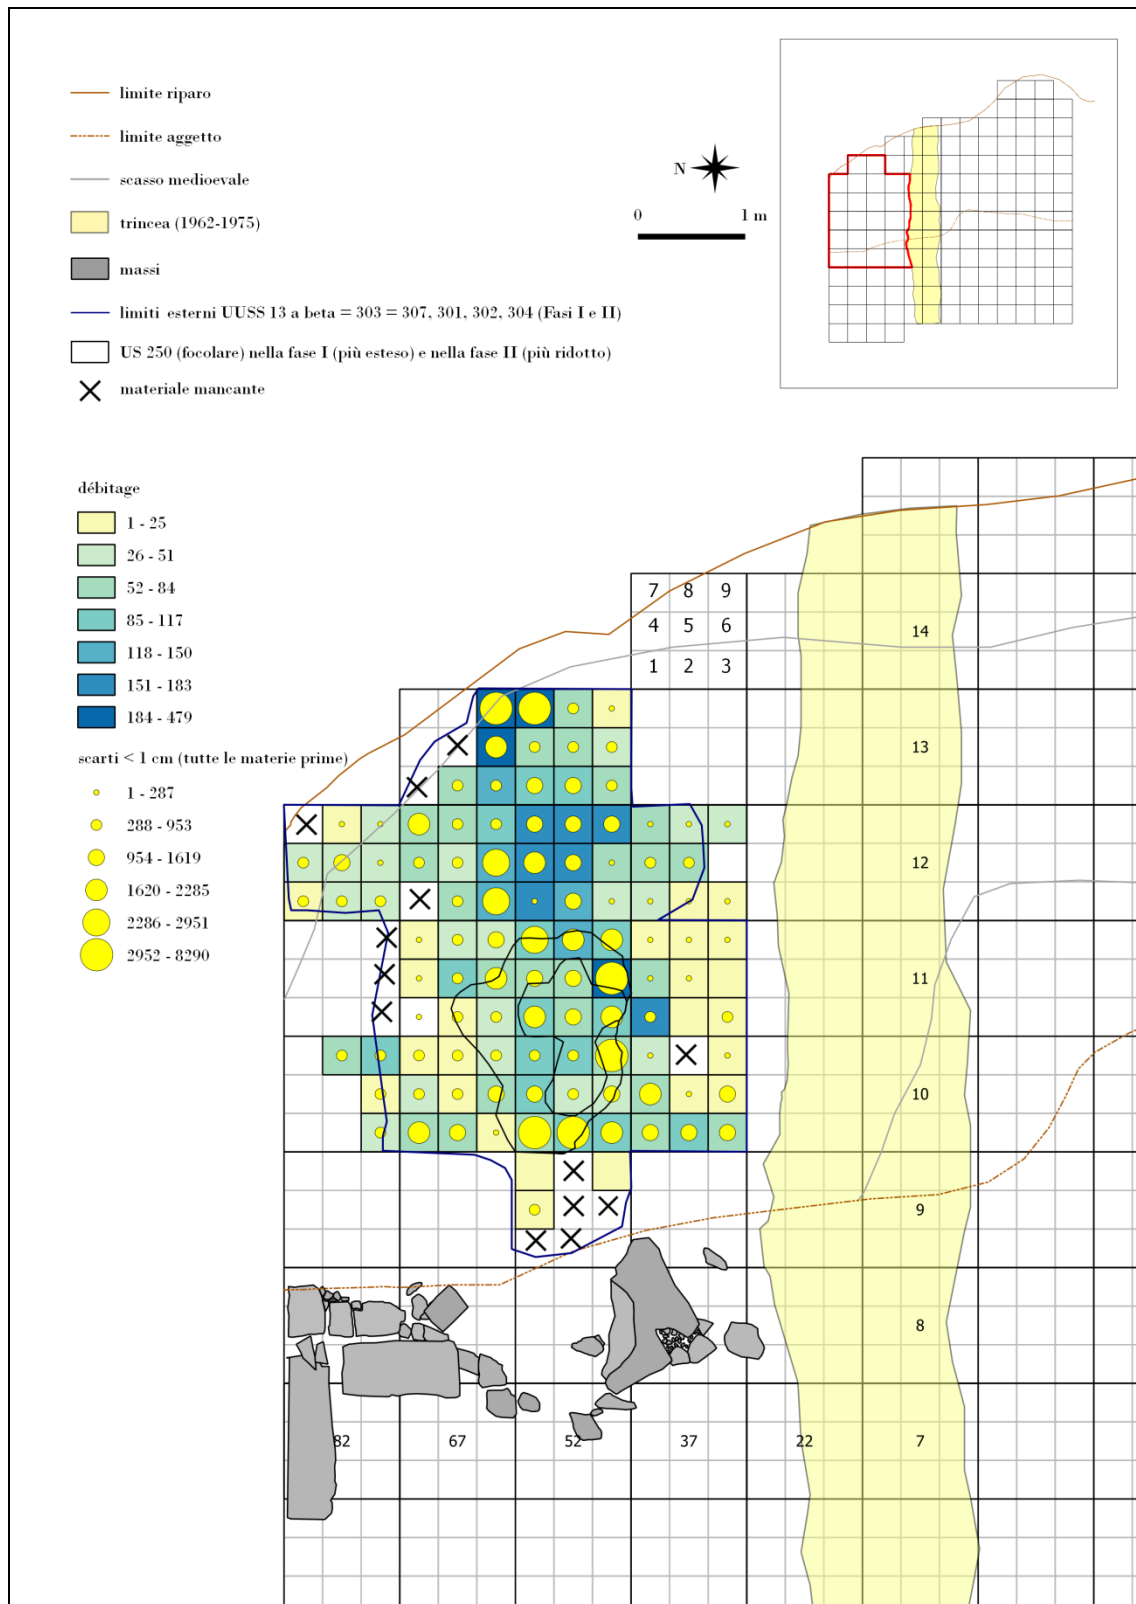 limite riparo
limite aggetto
scasso medioevale
trincea (1962-1975)
massi
limiti esterni UUSS 13 a beta = 303 = 307, 301, 302, 304 (Fasi I e II)
US 250 (focolare) nella fase I (più esteso) e nella fase II (più ridotto)
materiale mancante
N
0 1 m
débitage
1 - 25
26 - 51
52 - 84
85 - 117
118 - 150
151 - 183
184 - 479
scarti < 1 cm (tutte le materie prime)
1 - 287
288 - 953
954 - 1619
1620 - 2285
2286 - 2951
2952 - 8290
7 8 9
4 5 6
1 2 3
14
13
12
11
10
9
8
82 67 52 37 22 7